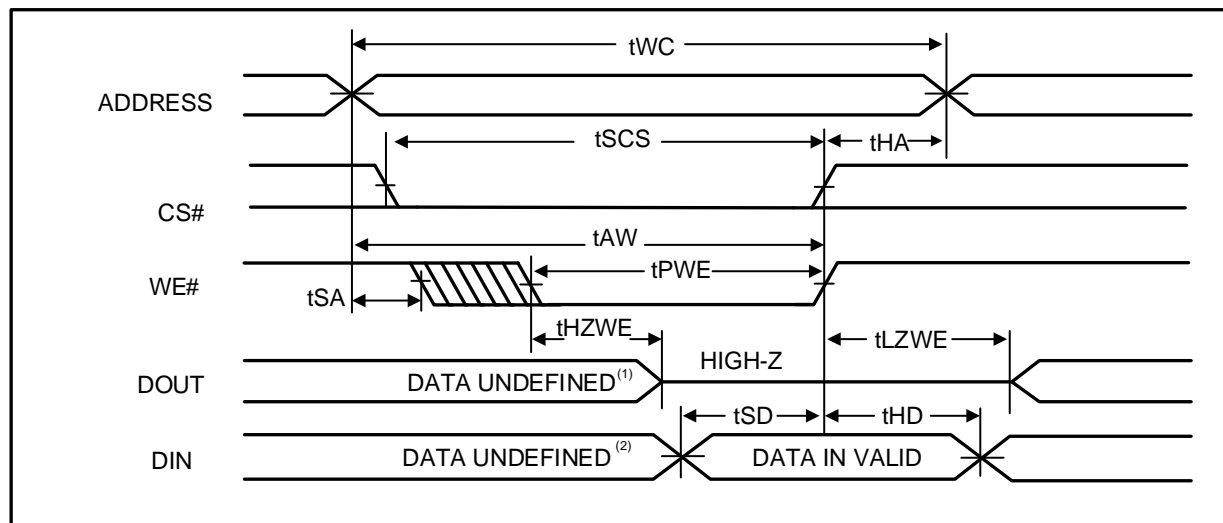 tWC
ADDRESS
tSCS
tHA
CS#
tAW
WE#
tPWE
tSA
tHZWE
tLZWE
DOUT
DATA UNDEFINED(1)
HIGH-Z
tSD
tHD
DIN
DATA UNDEFINED(2)
DATA IN VALID